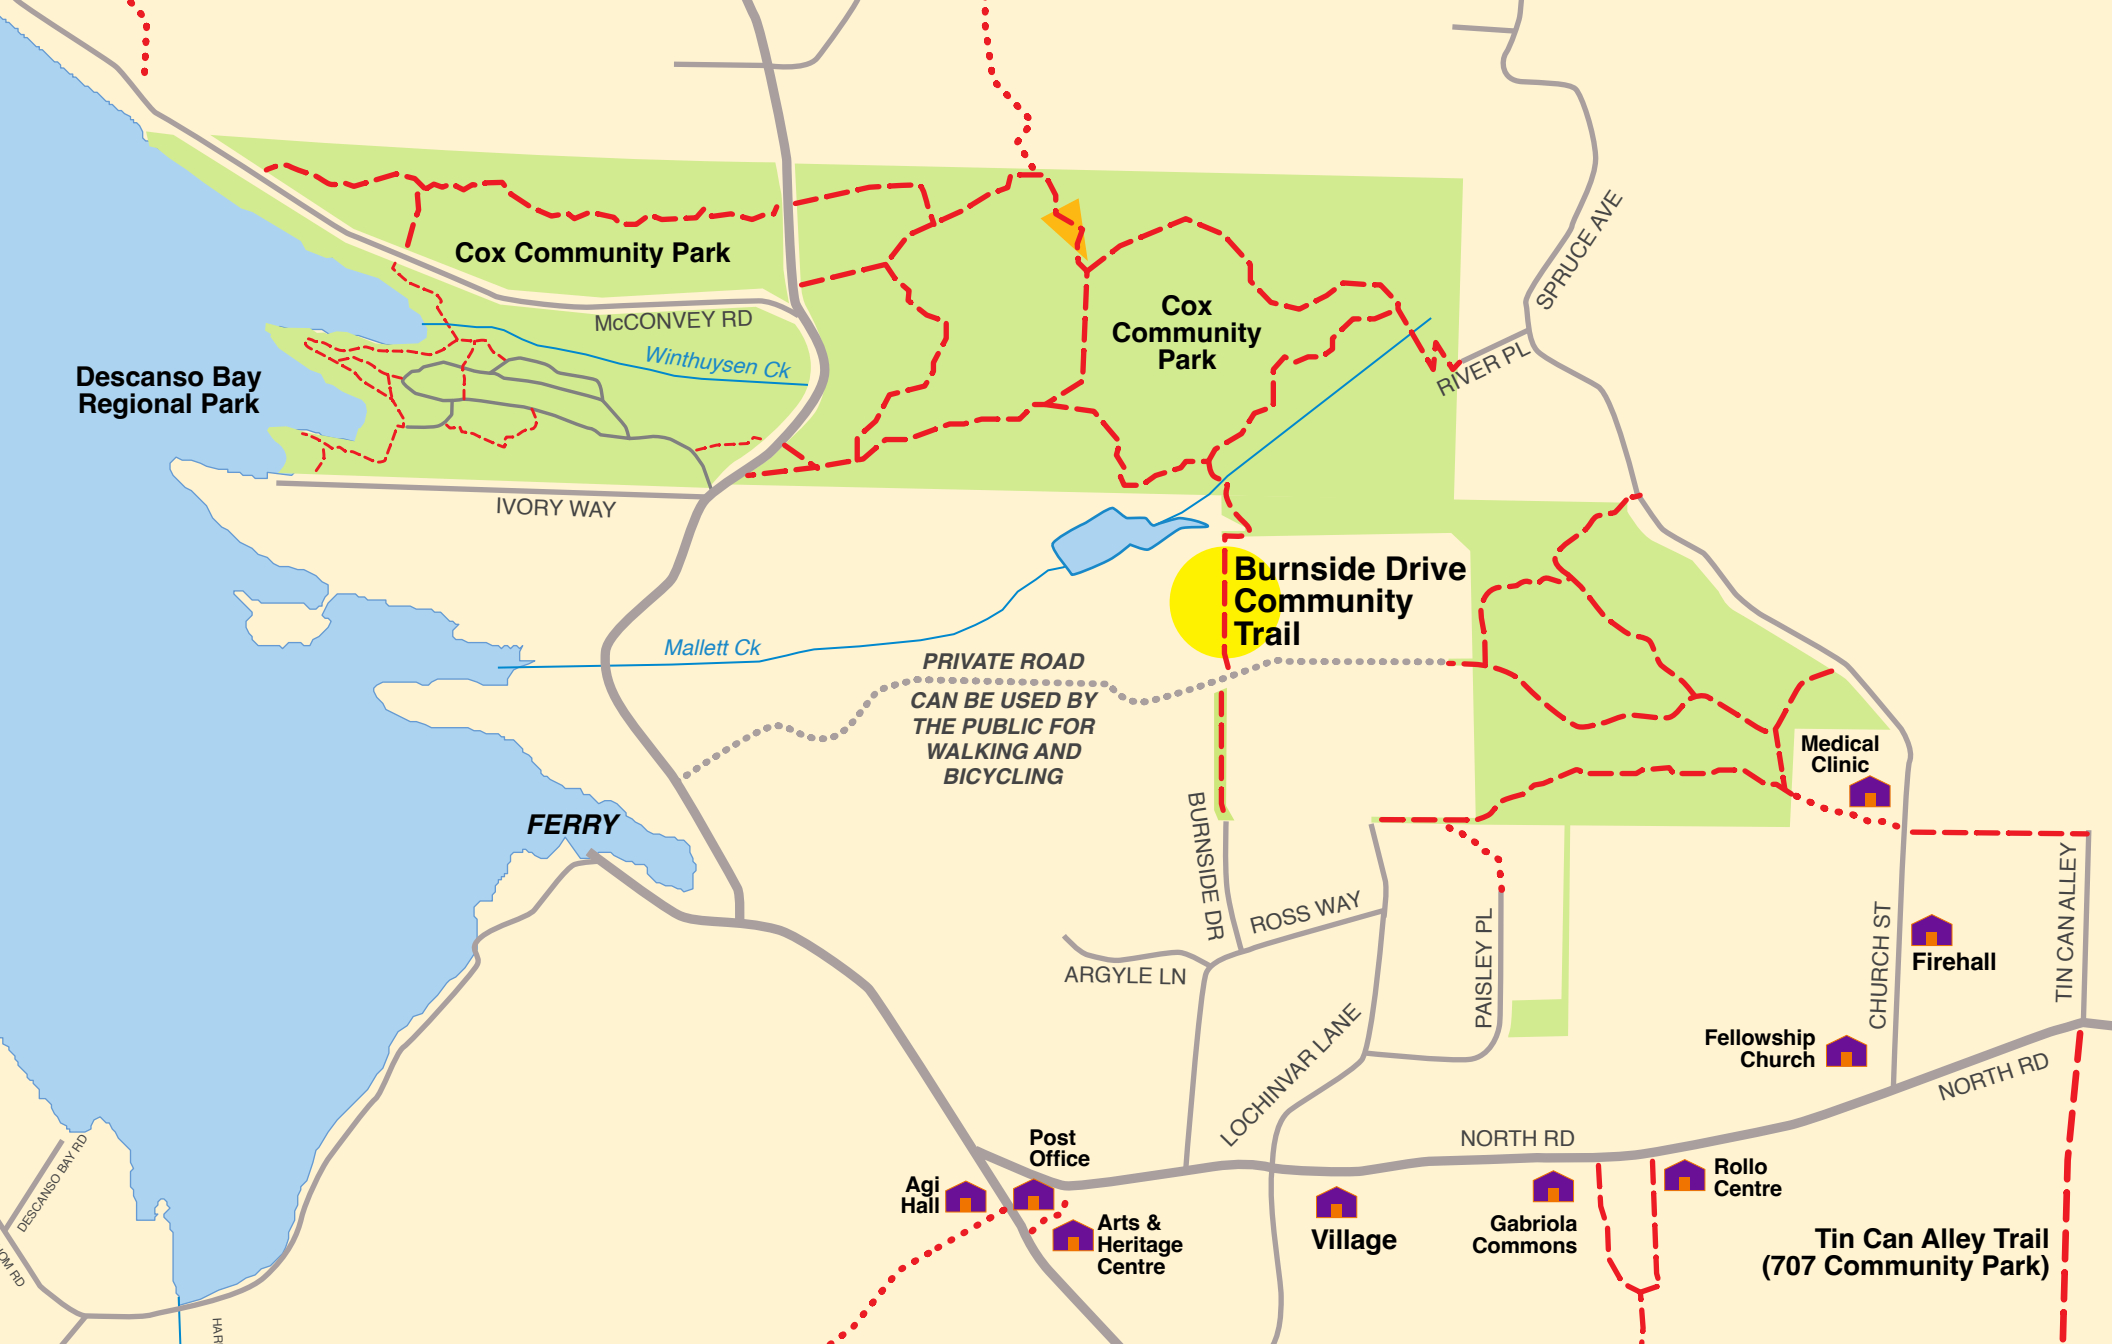 Cox Community Park
McCONVEY RD
Winthuysen Ck
Descanso Bay
Regional Park
IVORY WAY
Cox
Community
Park
SPRUCE AVE
RIVER PL
Burnside Drive
Community
Trail
Mallett Ck
PRIVATE ROAD
CAN BE USED BY
THE PUBLIC FOR
WALKING AND
BICYCLING
FERRY
Medical
Clinic
BURNSIDE DR
ROSS WAY
ARGYLE LN
PAISLEY PL
LOCHINVAR LANE
CHURCH ST
TIN CAN ALLEY
Firehall
Fellowship
Church
NORTH RD
NORTH RD
Post
Office
Agi
Hall
Arts &
Heritage
Centre
Village
Gabriola
Commons
Rollo
Centre
Tin Can Alley Trail
(707 Community Park)
DESCANSO BAY RD
RD